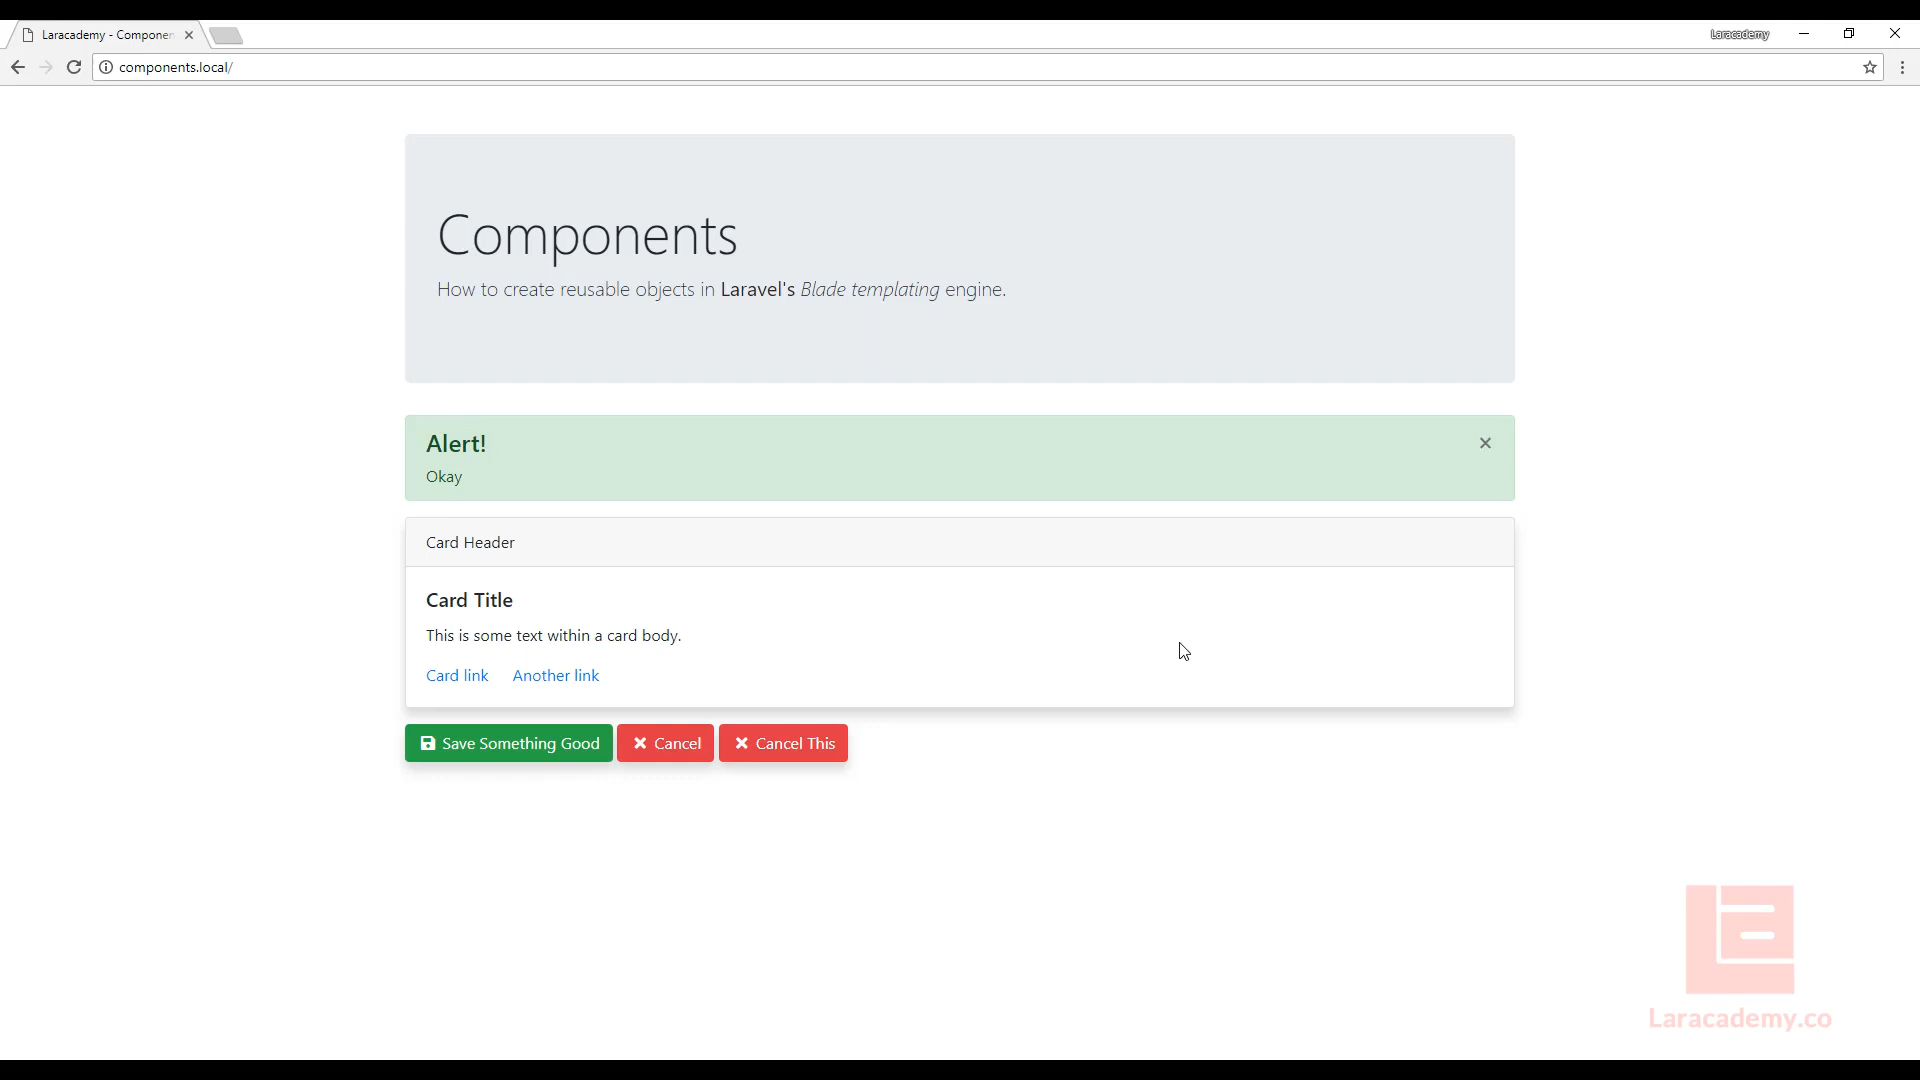 Laracademy - Componen
Laracademy
components.local/
Components
How to create reusable objects in Laravel's Blade templating engine.
Alert!
Okay
Card Header
Card Title
This is some text within a card body.
Card link Another link
Save Something Good Cancel Cancel This
La
Laracademy.co